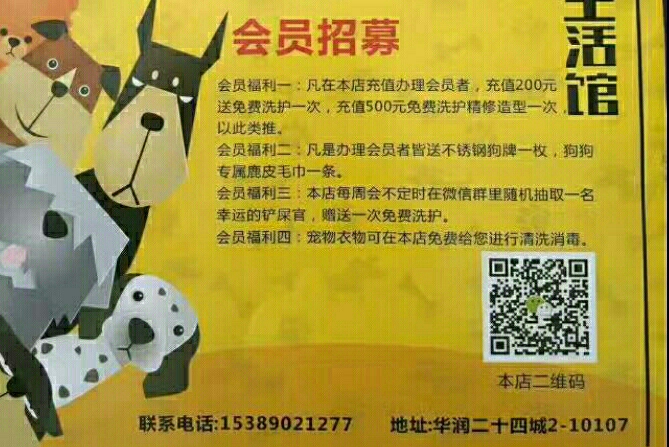 会员招募
生活馆
会员福利一：凡在本店充值办理会员者，充值200元
送免费洗护一次，充值500元免费洗护精修造型一次，
以此类推。
会员福利二：凡是办理会员者皆送不锈钢狗牌一枚，狗狗
专属鹿皮毛巾一条。
会员福利三：本店每周会不定时在微信群里随机抽取一名
幸运的铲屎官，赠送一次免费洗护。
会员福利四：宠物衣物可在本店免费给您进行清洗消毒。
本店二维码
联系电话:15389021277 地址:华润二十四城2-10107